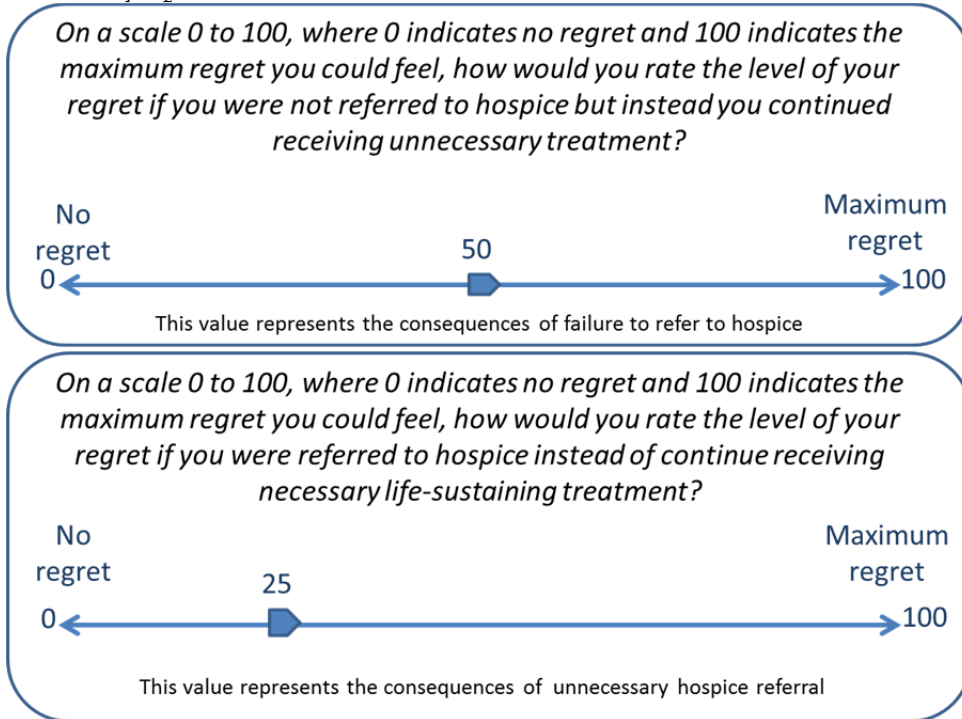 On a scale 0 to 100, where 0 indicates no regret and 100 indicates the
maximum regret you could feel, how would you rate the level of your
regret if you were not referred to hospice but instead you continued
receiving unnecessary treatment?
No
regret
Maximum
regret
50
0
100
This value represents the consequences of failure to refer to hospice
On a scale 0 to 100, where 0 indicates no regret and 100 indicates the
maximum regret you could feel, how would you rate the level of your
regret if you were referred to hospice instead of continue receiving
necessary life-sustaining treatment?
No
regret
Maximum
regret
25
0
100
This value represents the consequences of unnecessary hospice referral